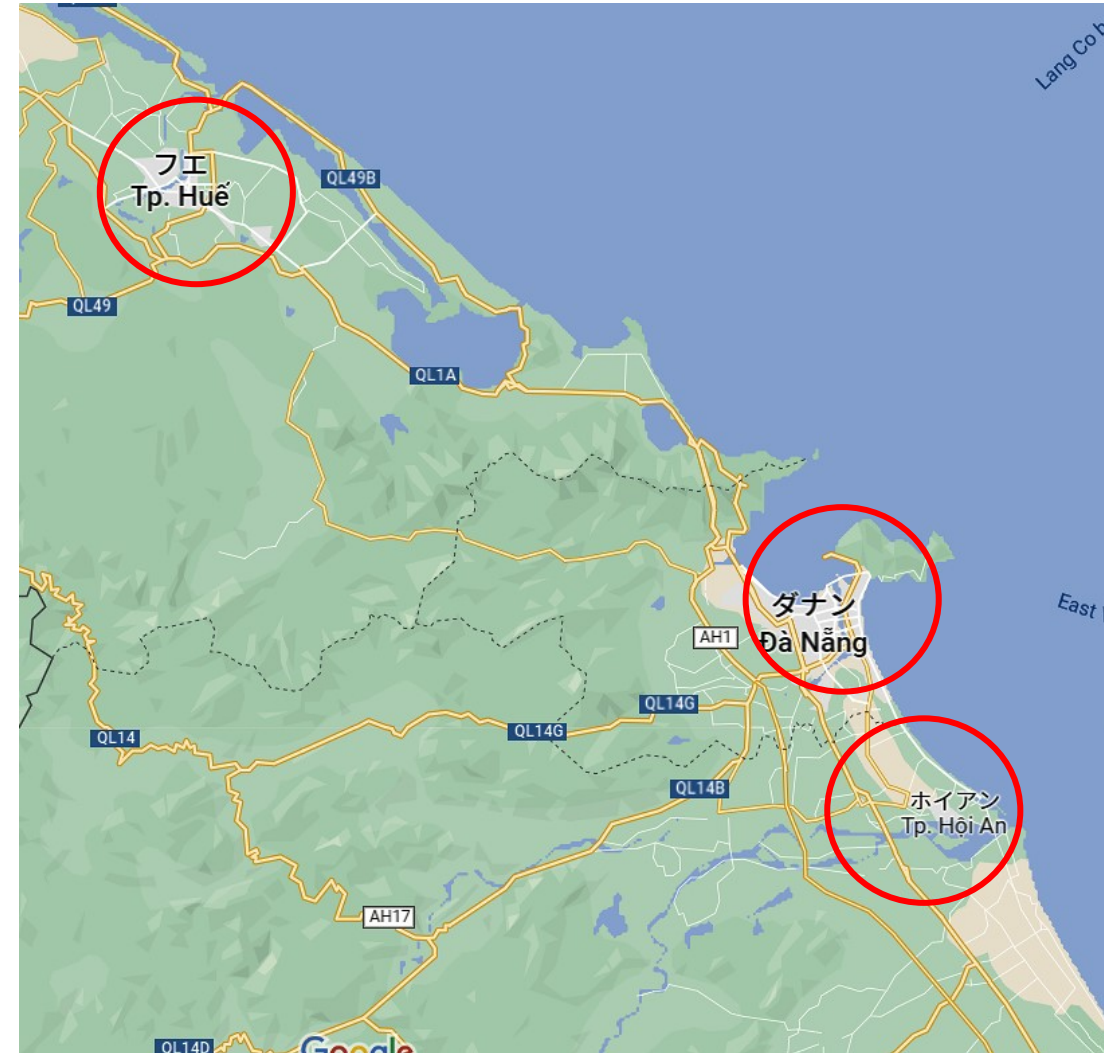 Lang Co b
フエ
Tp. Huế
QL49B
QL49
QL1A
ダナン
Đà Nẵng
East
AH1
QL14G
QL14G
QL14
QL14B
ホイアン
Tp. Hội An
AH17
QL14D
Google